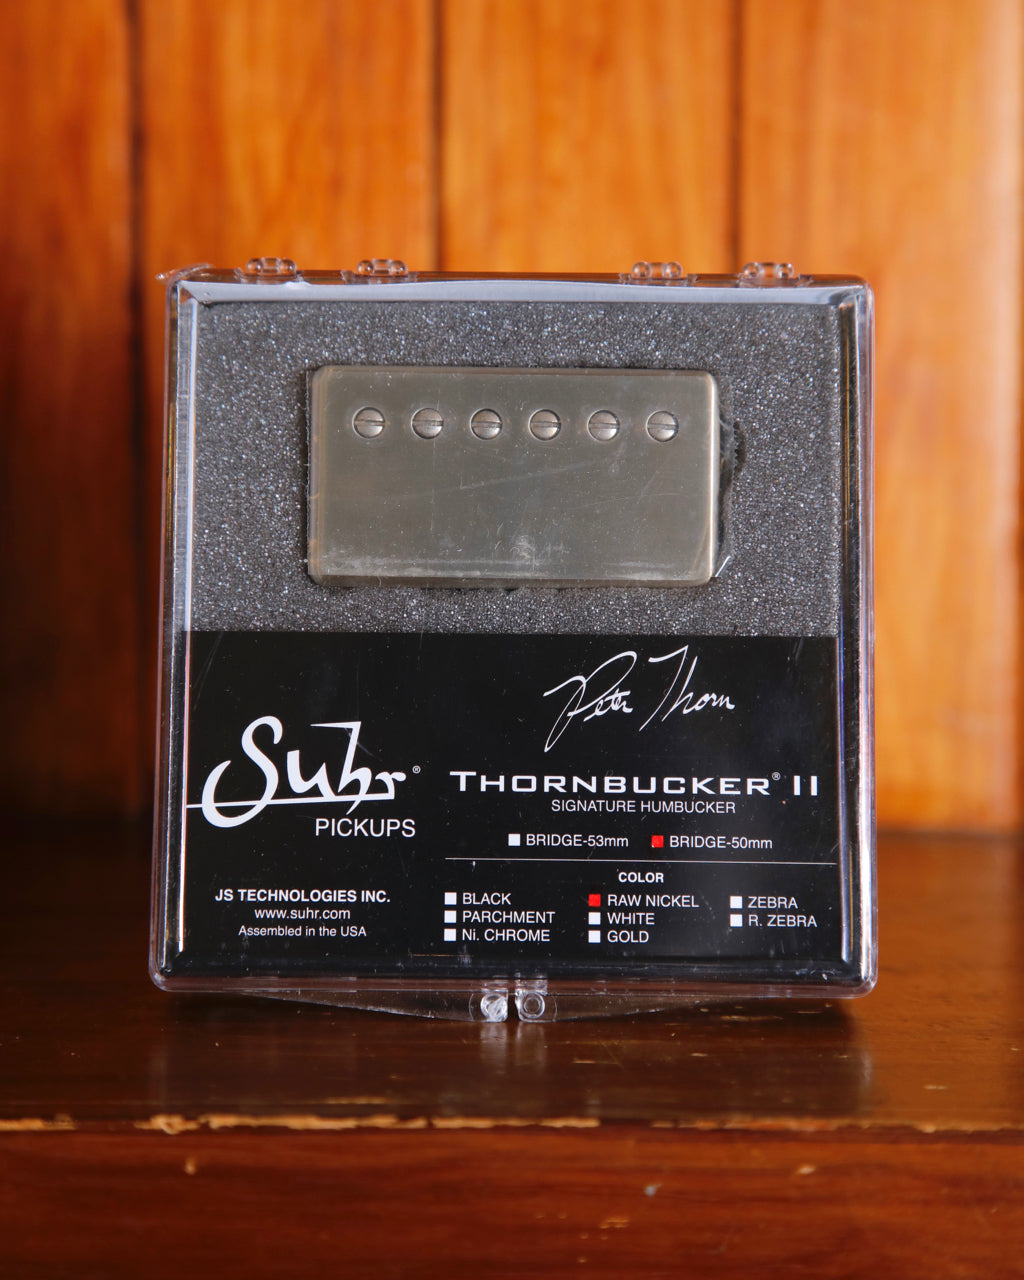 Peter Thorn
Suhr®
PICKUPS
THORNBUCKER® II
SIGNATURE HUMBUCKER
BRIDGE-53mm BRIDGE-50mm
COLOR
BLACK RAW NICKEL ZEBRA
PARCHMENT WHITE R. ZEBRA
Ni. CHROME GOLD
JS TECHNOLOGIES INC.
www.suhr.com
Assembled in the USA